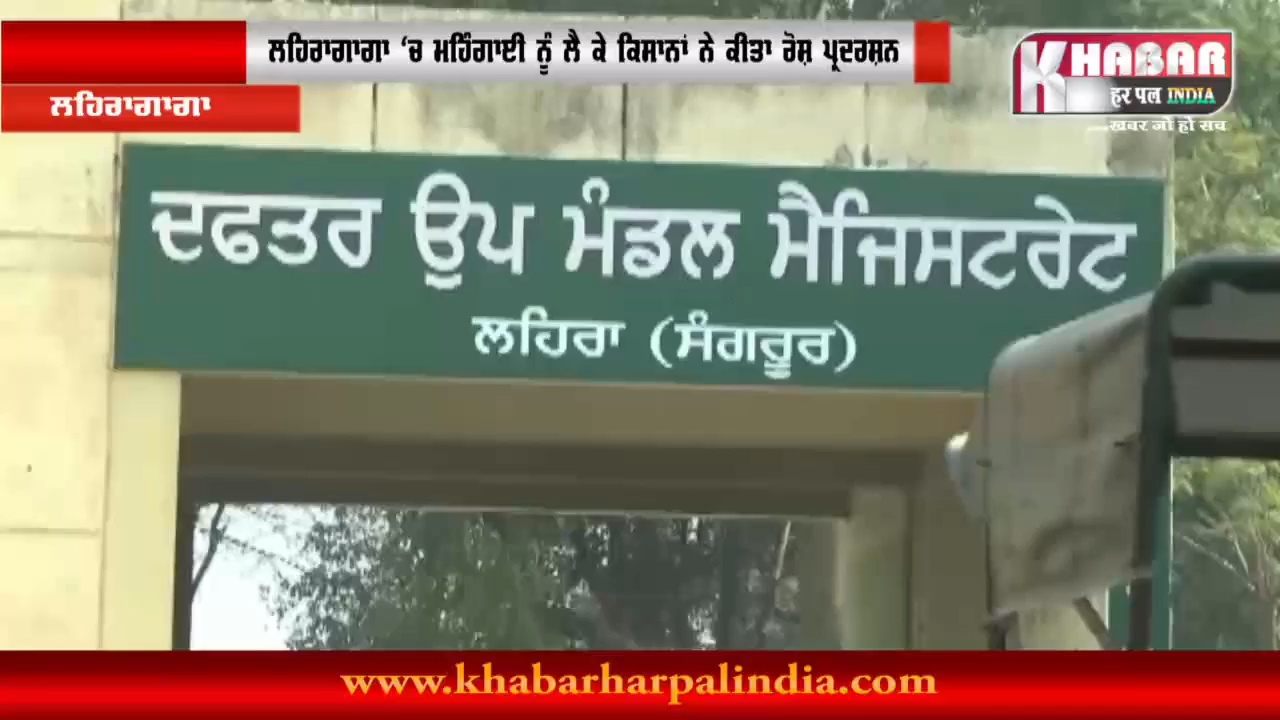 ਲਹਿਰਾਗਾਗਾ ‘ਚ ਮਹਿੰਗਾਈ ਨੂੰ ਲੈ ਕੇ ਕਿਸਾਨਾਂ ਨੇ ਕੀਤਾ ਰੋਸ਼ ਪ੍ਰਦਰਸ਼ਨ
ਲਹਿਰਾਗਾਗਾ
KHABAR
हर पल INDIA
....खबर जो हो सच
ਦਫਤਰ ਉਪ ਮੰਡਲ ਮੈਜਿਸਟਰੇਟ
ਲਹਿਰਾ (ਸੰਗਰੂਰ)
www.khabarharpalindia.com